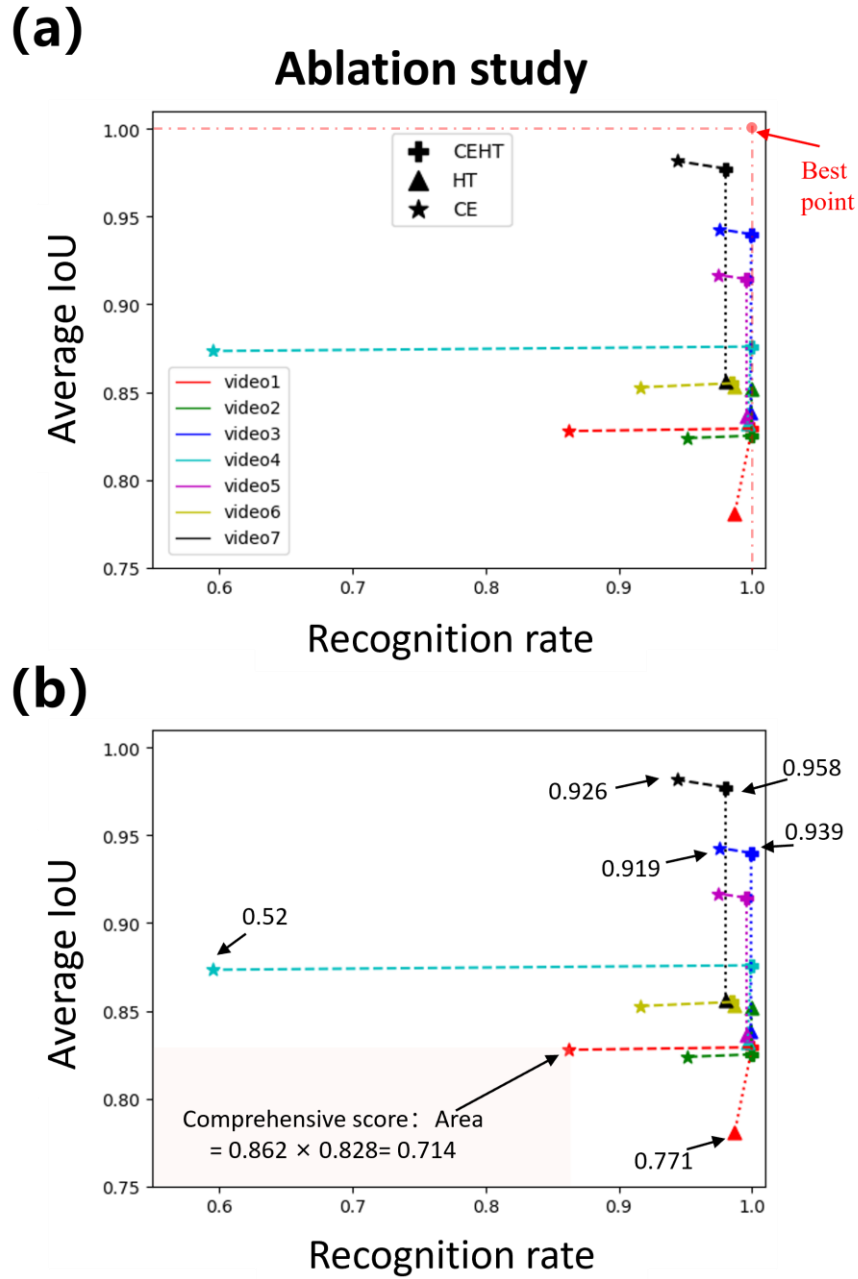 (a)
Ablation study
1.00
0.95
0.90
0.85
0.80
0.75
Average IoU
CEHT
HT
CE
Best
point
video1
video2
video3
video4
video5
video6
video7
0.6
0.7
0.8
0.9
1.0
Recognition rate
(b)
1.00
0.95
0.90
0.85
0.80
0.75
Average IoU
0.926
0.958
0.919
0.939
0.52
Comprehensive score: Area
= 0.862 × 0.828= 0.714
0.771
0.6
0.7
0.8
0.9
1.0
Recognition rate